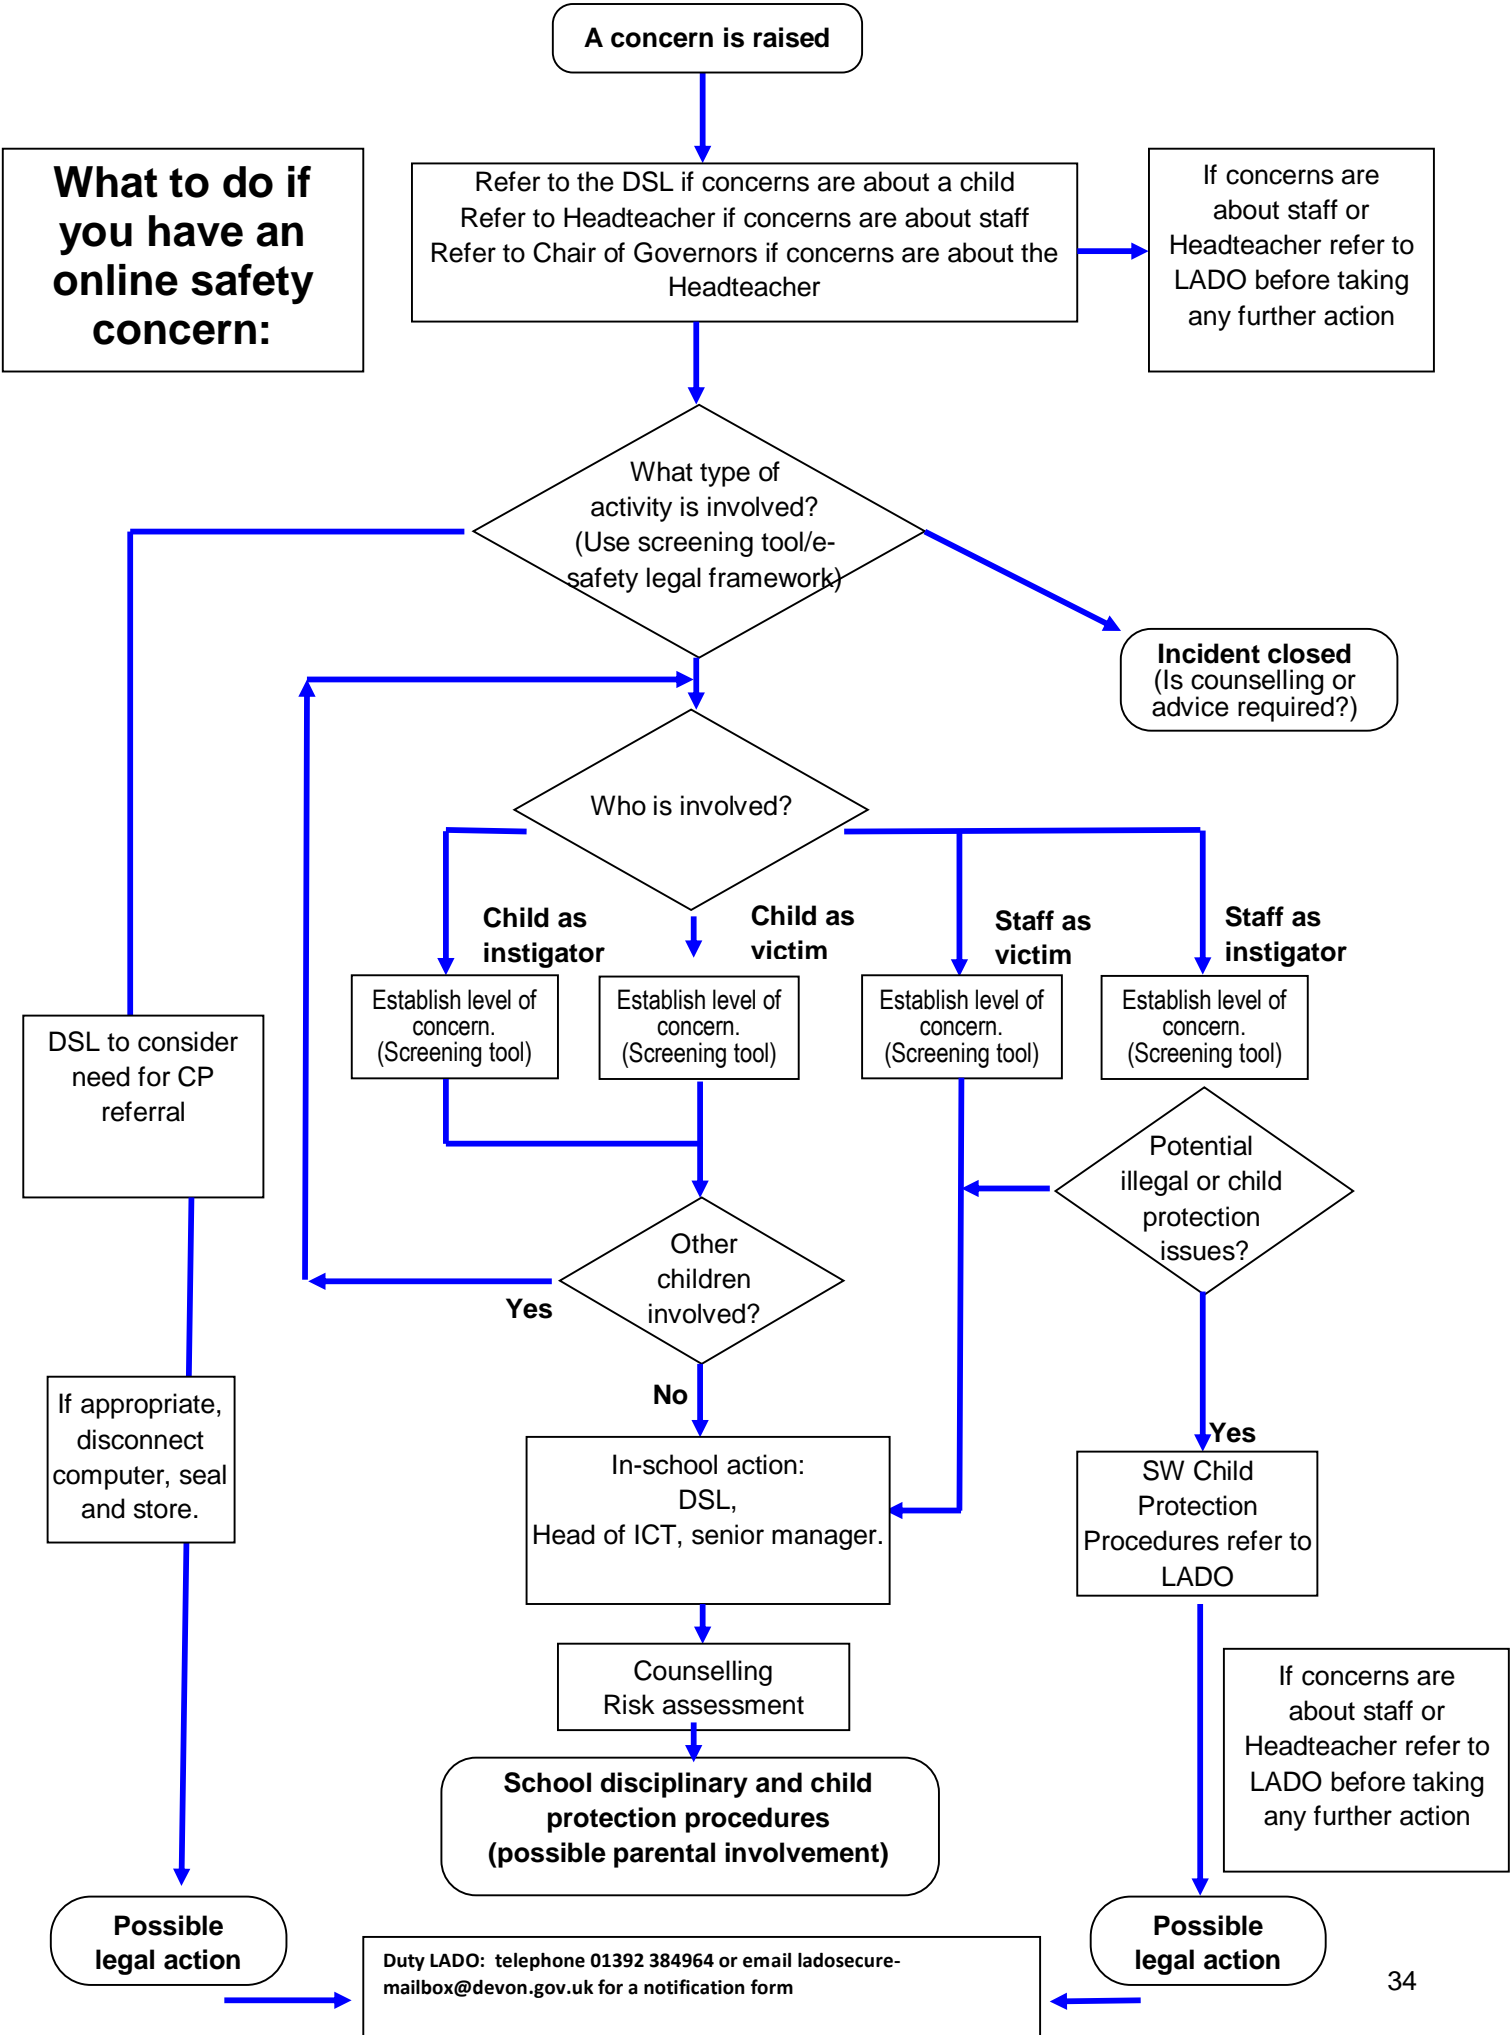 A concern is raised
What to do if
you have an
online safety
concern:
Refer to the DSL if concerns are about a child
Refer to Headteacher if concerns are about staff
Refer to Chair of Governors if concerns are about the
Headteacher
If concerns are
about staff or
Headteacher refer to
LADO before taking
any further action
What type of
activity is involved?
(Use screening tool/e-
safety legal framework)
Incident closed
(Is counselling or
advice required?)
Who is involved?
Child as
instigator
Child as
victim
Staff as
victim
Staff as
instigator
Establish level of
concern.
(Screening tool)
Establish level of
concern.
(Screening tool)
Establish level of
concern.
(Screening tool)
Establish level of
concern.
(Screening tool)
DSL to consider
need for CP
referral
Potential
illegal or child
protection
issues?
Other
children
involved?
Yes
No
If appropriate,
disconnect
computer, seal
and store.
In-school action:
DSL,
Head of ICT, senior manager.
Yes
SW Child
Protection
Procedures refer to
LADO
Counselling
Risk assessment
If concerns are
about staff or
Headteacher refer to
LADO before taking
any further action
School disciplinary and child
protection procedures
(possible parental involvement)
Possible
legal action
Possible
legal action
Duty LADO:  telephone 01392 384964 or email ladosecure-
mailbox@devon.gov.uk for a notification form
34